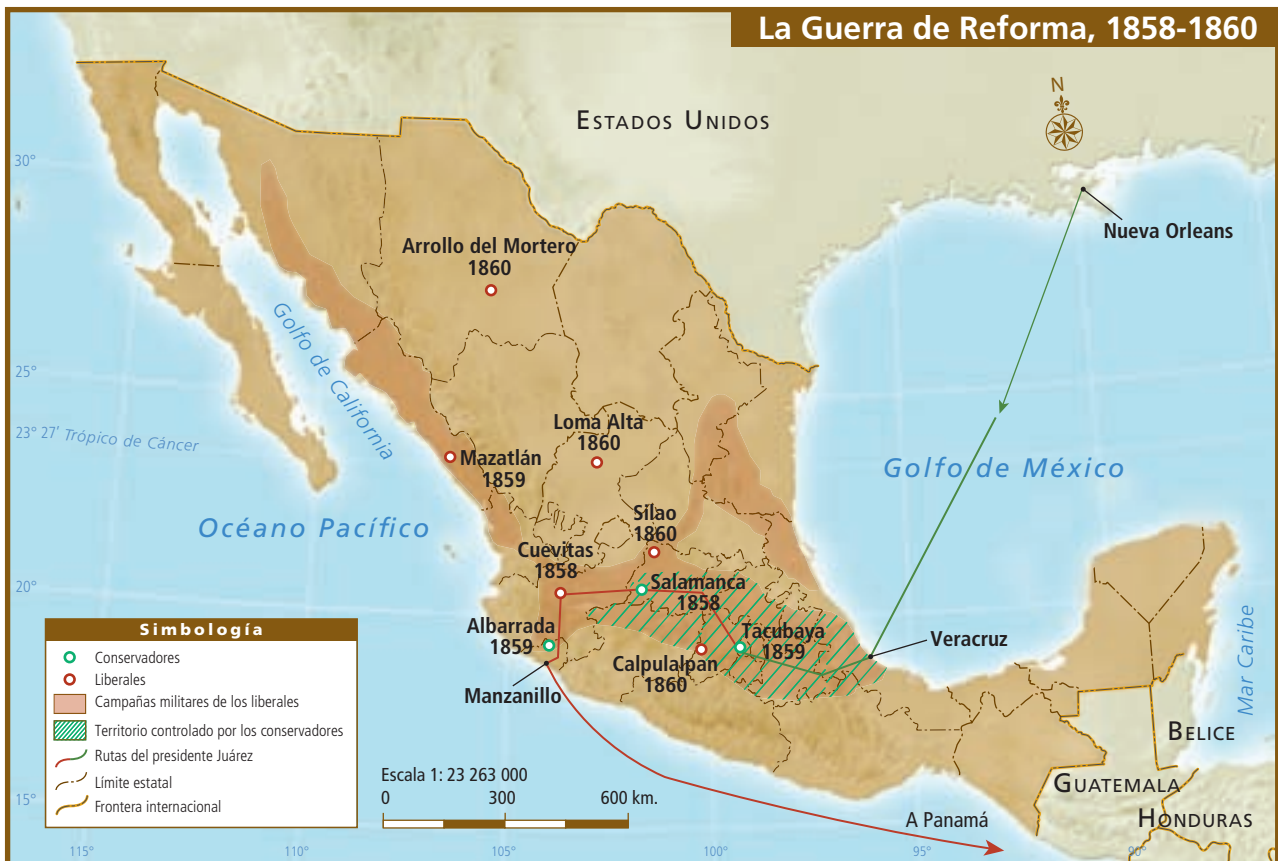 La Guerra de Reforma, 1858-1860
N
ESTADOS UNIDOS
30°
Nueva Orleans
Arrollo del Mortero
1860
Golfo de California
25°
23° 27' Trópico de Cáncer
Loma Alta
1860
Mazatlán
1859
Golfo de México
Océano Pacífico
Silao
1860
Cuevitas
1858
20°
Salamanca
1858
Albarrada
1859
Tacubaya
1859
Veracruz
Calpulalpan
1860
Manzanillo
Mar Caribe
BELICE
GUATEMALA
HONDURAS
15°
A Panamá
Simbología
Conservadores
Liberales
Campañas militares de los liberales
Territorio controlado por los conservadores
Rutas del presidente Juárez
Límite estatal
Frontera internacional
Escala 1: 23 263 000
0 300 600 km.
115° 110° 105° 100° 95° 90°